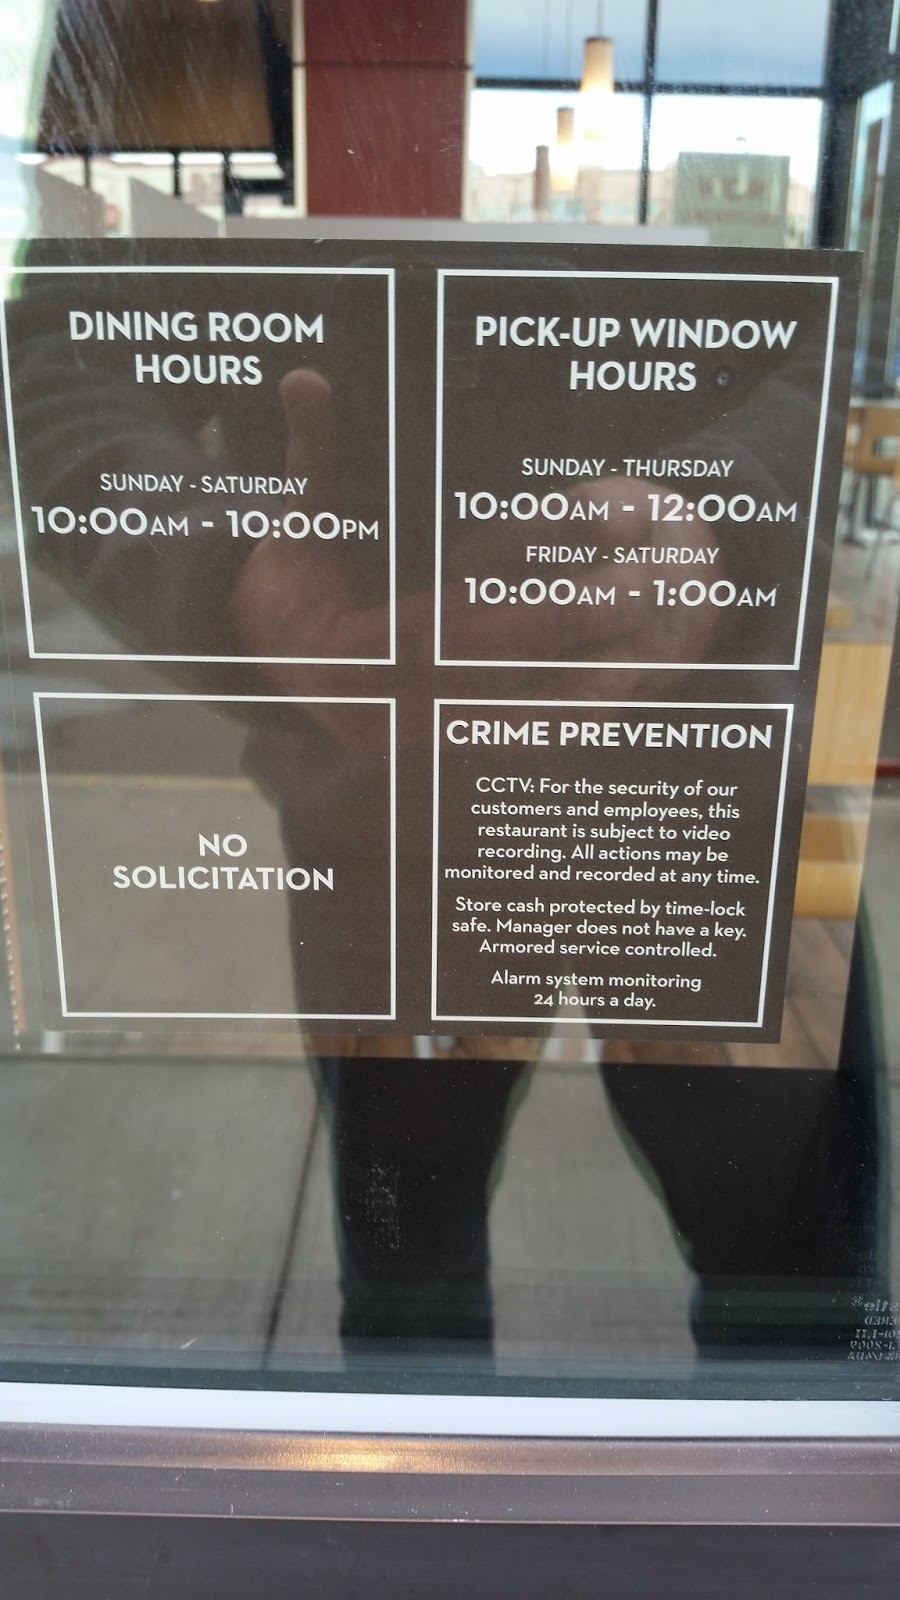 DINING ROOM
HOURS
SUNDAY - SATURDAY
10:00AM - 10:00PM
PICK-UP WINDOW
HOURS
SUNDAY - THURSDAY
10:00AM - 12:00AM
FRIDAY - SATURDAY
10:00AM - 1:00AM
NO
SOLICITATION
CRIME PREVENTION
CCTV: For the security of our
customers and employees, this
restaurant is subject to video
recording. All actions may be
monitored and recorded at any time.
Store cash protected by time-lock
safe. Manager does not have a key.
Armored service controlled.
Alarm system monitoring
24 hours a day.